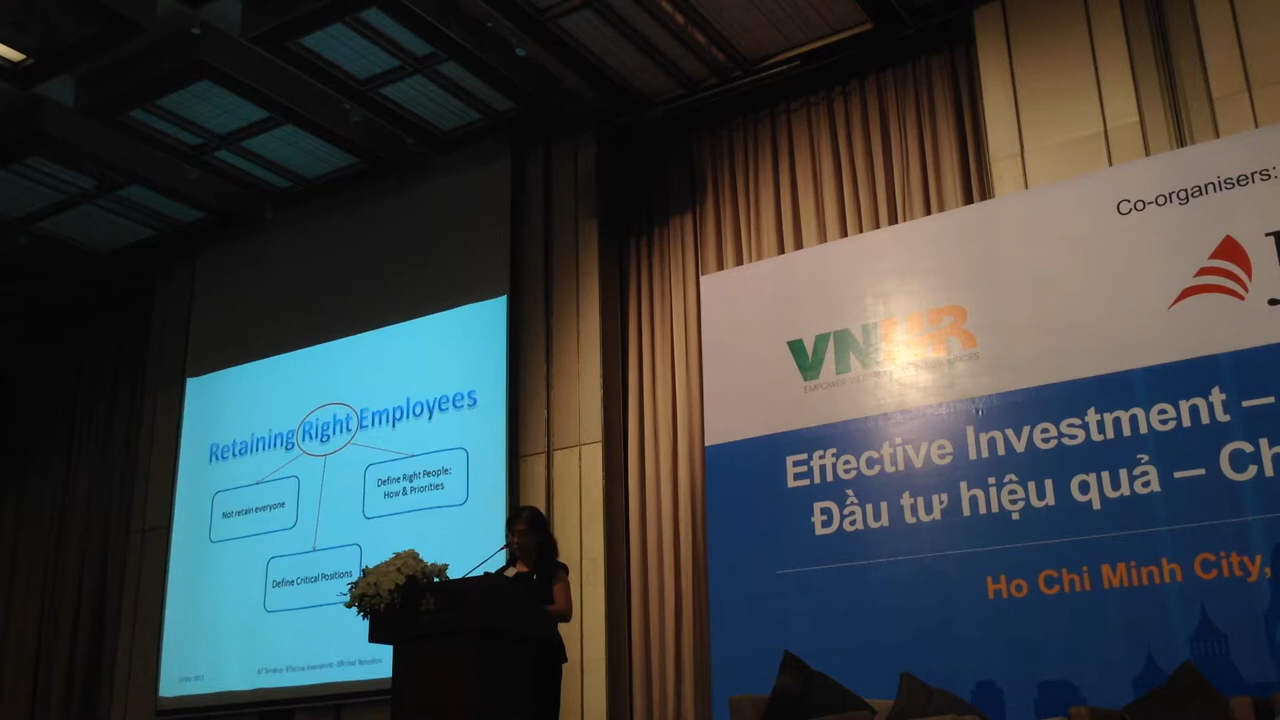 Retaining Right Employees
Not retain everyone
Define Right People:
How & Priorities
Define Critical Positions
Co-organisers:
VNHR
Effective Investment –
Đầu tư hiệu quả – Ch
Ho Chi Minh City,